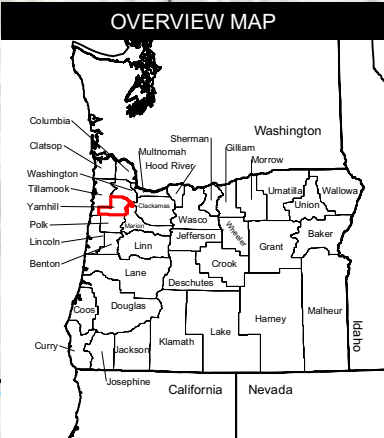 OVERVIEW MAP
Columbia
Clatsop
Washington
Tillamook
Yamhill
Polk
Lincoln
Benton
Curry
Josephine
Multnomah
Hood River
Sherman
Gilliam
Morrow
Washington
Umatilla
Union
Wallowa
Clackamas
Marion
Wasco
Wheeler
Jefferson
Grant
Baker
Linn
Crook
Lane
Deschutes
Coos
Douglas
Jackson
Klamath
Lake
Harney
Malheur
Idaho
California
Nevada